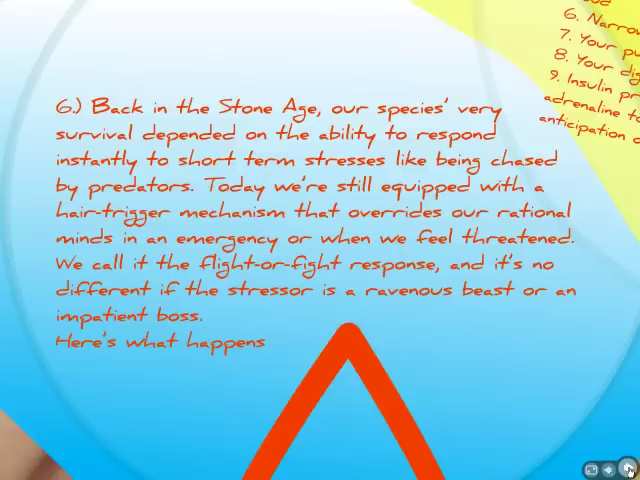 6.) Back in the Stone Age, our species' very
survival depended on the ability to respond
instantly to short term stresses like being chased
by predators. Today we're still equipped with a
hair-trigger mechanism that overrides our rational
minds in an emergency or when we feel threatened.
We call it the flight-or-fight response, and it's no
different if the stressor is a ravenous beast or an
impatient boss.
Here's what happens
6.
7. Your
8. Your
9. Insulin
adrenaline
anticipation